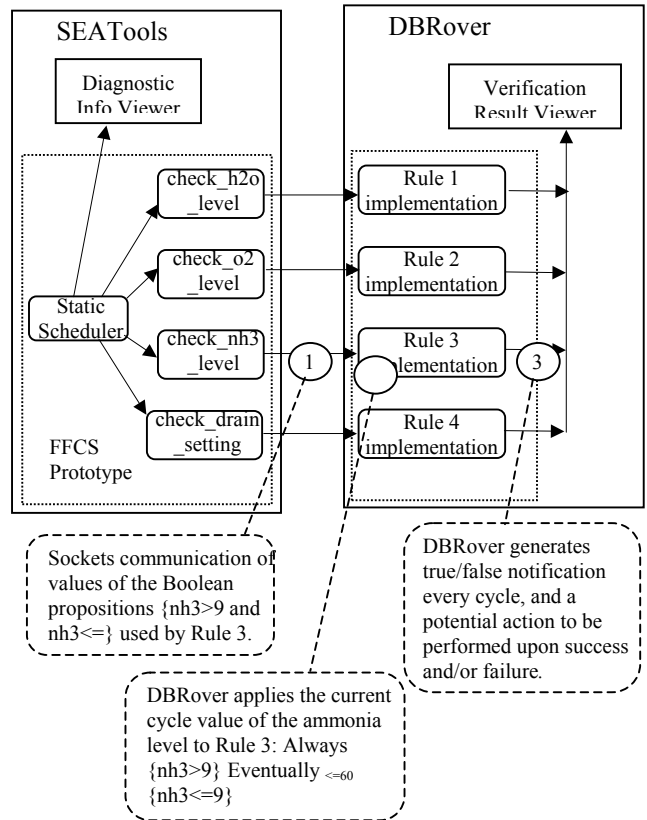 SEATools
DBRover
Diagnostic
Info Viewer
Verification
Result Viewer
check_h2o
_level
Rule 1
implementation
check_o2
_level
Rule 2
implementation
Static
Scheduler
check_nh3
_level
1
Rule 3
plementation
3
check_drain
_setting
Rule 4
implementation
FFCS
Prototype
Sockets communication of
values of the Boolean
propositions {nh3>9 and
nh3<=} used by Rule 3.
DBRover generates
true/false notification
every cycle, and a
potential action to be
performed upon success
and/or failure.
DBRover applies the current
cycle value of the ammonia
level to Rule 3: Always
{nh3>9} Eventually <=60
{nh3<=9}